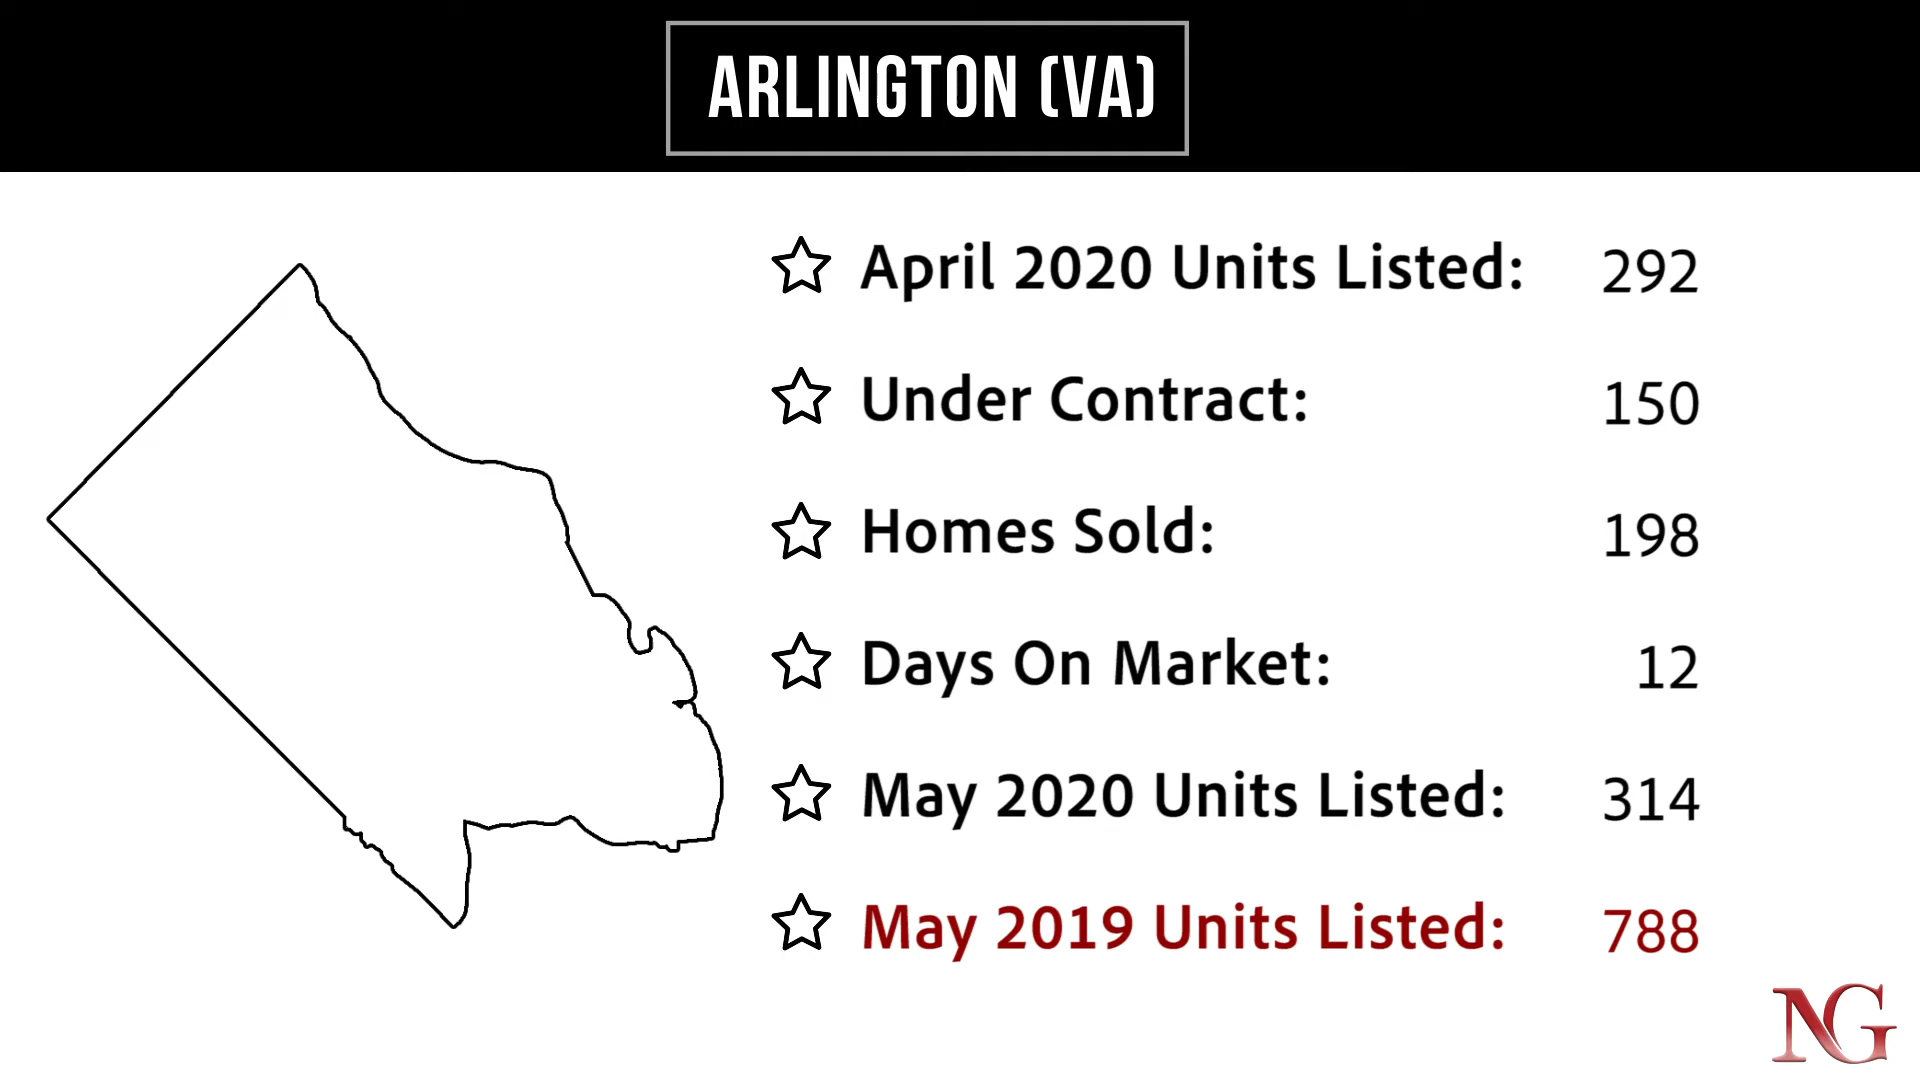 ARLINGTON (VA)
April 2020 Units Listed: 292
Under Contract: 150
Homes Sold: 198
Days On Market: 12
May 2020 Units Listed: 314
May 2019 Units Listed: 788
NG